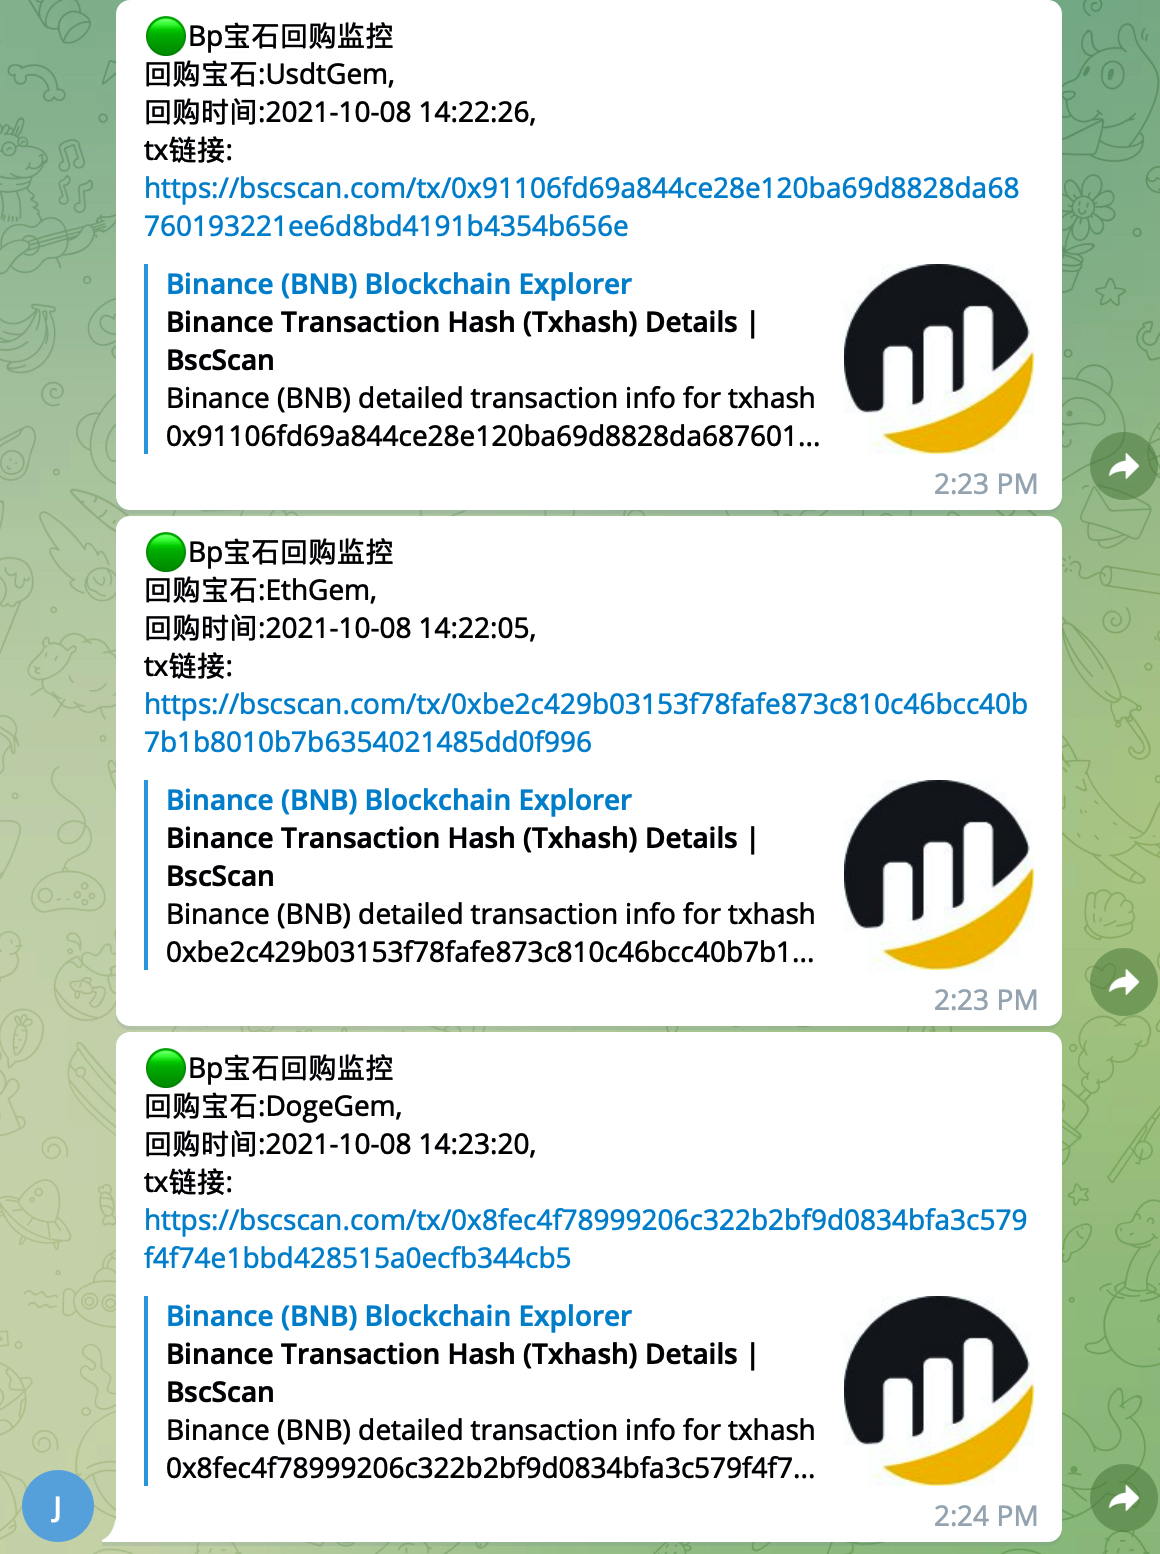 Bp宝石回购监控
回购宝石:UsdtGem,
回购时间:2021-10-08 14:22:26,
tx链接:
https://bscscan.com/tx/0x91106fd69a844ce28e120ba69d8828da68
760193221ee6d8bd4191b4354b656e
Binance (BNB) Blockchain Explorer
Binance Transaction Hash (Txhash) Details |
BscScan
Binance (BNB) detailed transaction info for txhash
0x91106fd69a844ce28e120ba69d8828da687601...
2:23 PM
Bp宝石回购监控
回购宝石:EthGem,
回购时间:2021-10-08 14:22:05,
tx链接:
https://bscscan.com/tx/0xbe2c429b03153f78fafe873c810c46bcc40b
7b1b8010b7b6354021485dd0f996
Binance (BNB) Blockchain Explorer
Binance Transaction Hash (Txhash) Details |
BscScan
Binance (BNB) detailed transaction info for txhash
0xbe2c429b03153f78fafe873c810c46bcc40b7b1...
2:23 PM
Bp宝石回购监控
回购宝石:DogeGem,
回购时间:2021-10-08 14:23:20,
tx链接:
https://bscscan.com/tx/0x8fec4f78999206c322b2bf9d0834bfa3c579
f4f74e1bbd428515a0ecfb344cb5
Binance (BNB) Blockchain Explorer
Binance Transaction Hash (Txhash) Details |
BscScan
Binance (BNB) detailed transaction info for txhash
0x8fec4f78999206c322b2bf9d0834bfa3c579f4f7...
J
2:24 PM